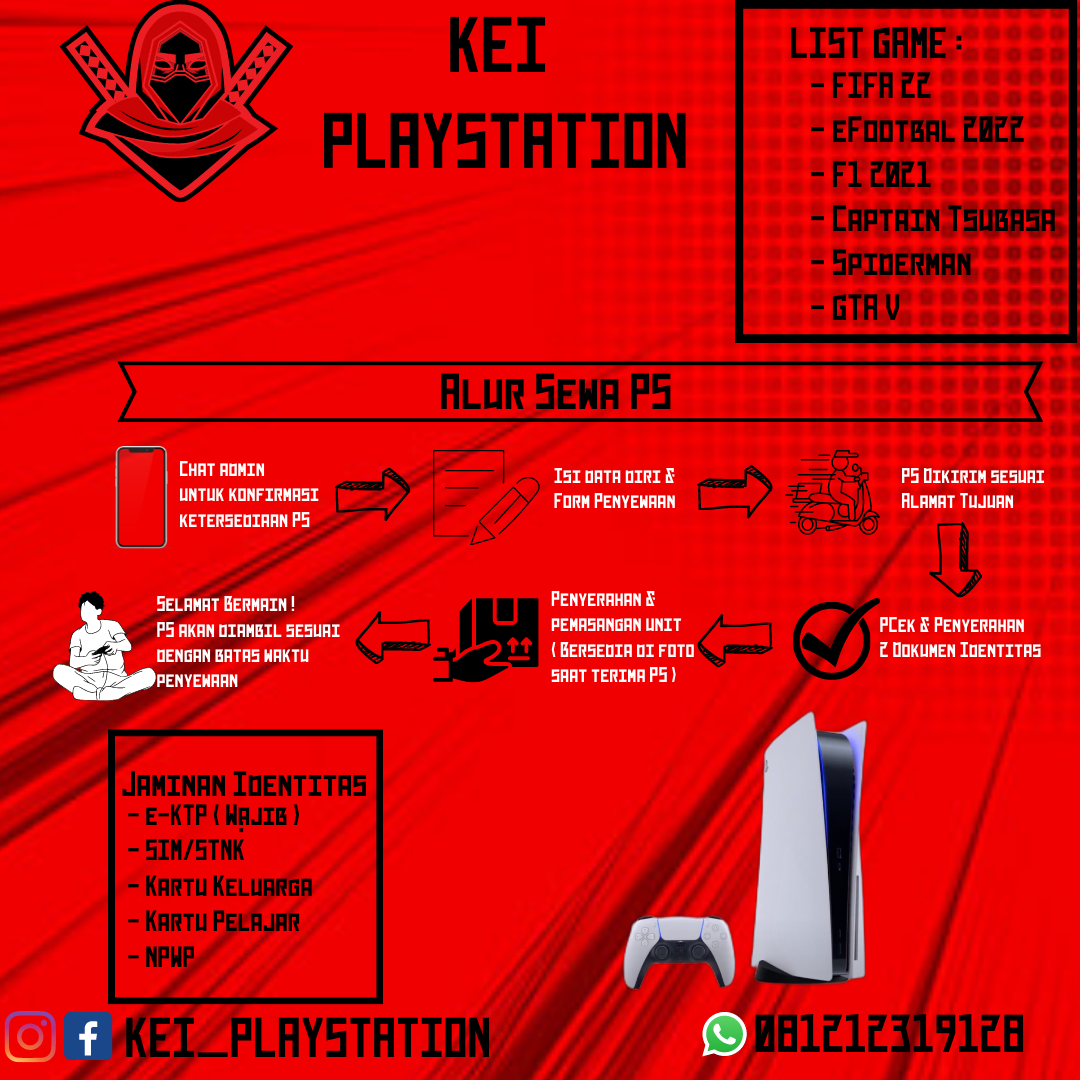 KEI
PLAYSTATION
LIST GAME :
- FIFA 22
- eFootbal 2022
- F1 2021
- Captain Tsubasa
- Spiderman
- GTA V
Alur Sewa PS
Chat admin
untuk konfirmasi
ketersediaan PS
Isi data diri &
Form Penyewaan
PS Dikirim sesuai
Alamat Tujuan
PCek & Penyerahan
2 Dokumen Identitas
Penyerahan &
pemasangan unit
( Bersedia di foto
saat terima PS )
Selamat Bermain !
PS akan diambil sesuai
dengan batas waktu
penyewaan
Jaminan Identitas
- e-KTP ( Wajib )
- SIM/STNK
- Kartu Keluarga
- Kartu Pelajar
- NPWP
KEI_PLAYSTATION
081212319128